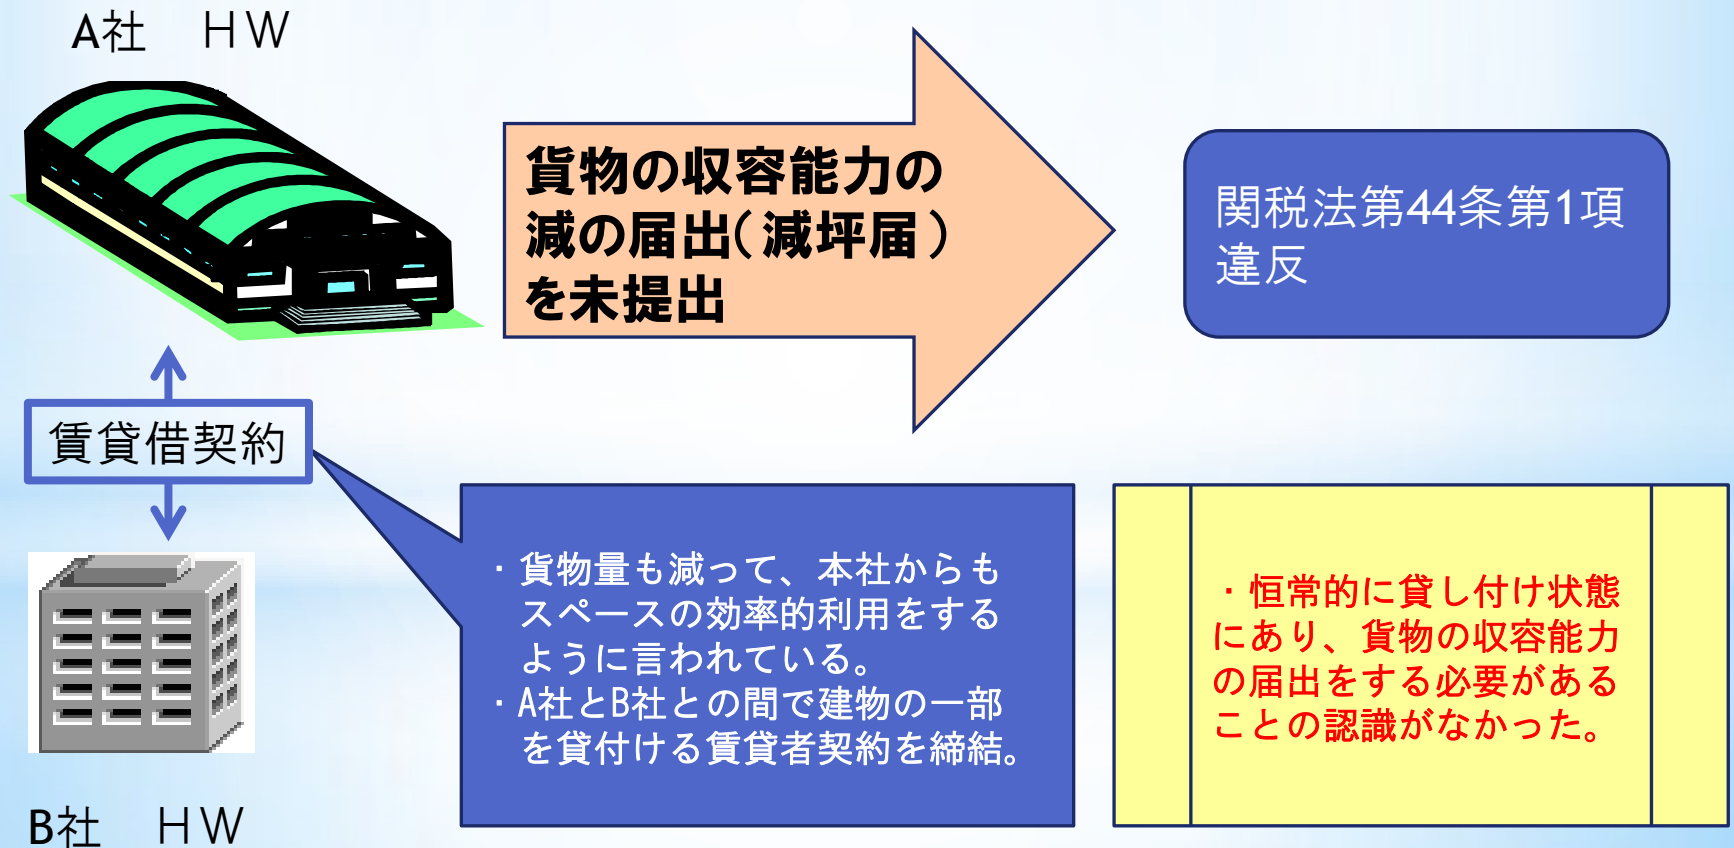 A社　ＨＷ
貨物の収容能力の
減の届出（減坪届）
を未提出
関税法第44条第1項
違反
賃貸借契約
・貨物量も減って、本社からも
スペースの効率的利用をする
ように言われている。
・A社とB社との間で建物の一部
を貸付ける賃貸者契約を締結。
・恒常的に貸し付け状態
にあり、貨物の収容能力
の届出をする必要がある
ことの認識がなかった。
B社　ＨＷ